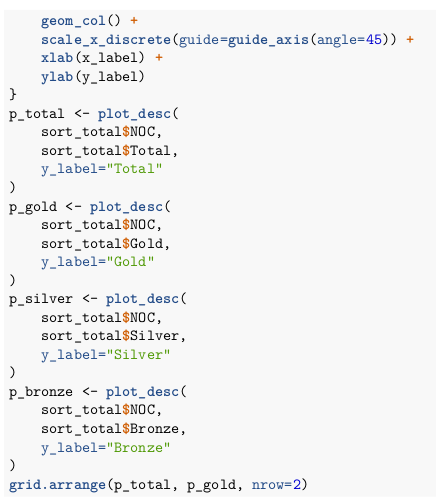 geom_col() +
    scale_x_discrete(guide=guide_axis(angle=45)) +
    xlab(x_label) +
    ylab(y_label)
}
p_total <- plot_desc(
    sort_total$NOC,
    sort_total$Total,
    y_label="Total"
)
p_gold <- plot_desc(
    sort_total$NOC,
    sort_total$Gold,
    y_label="Gold"
)
p_silver <- plot_desc(
    sort_total$NOC,
    sort_total$Silver,
    y_label="Silver"
)
p_bronze <- plot_desc(
    sort_total$NOC,
    sort_total$Bronze,
    y_label="Bronze"
)
grid.arrange(p_total, p_gold, nrow=2)